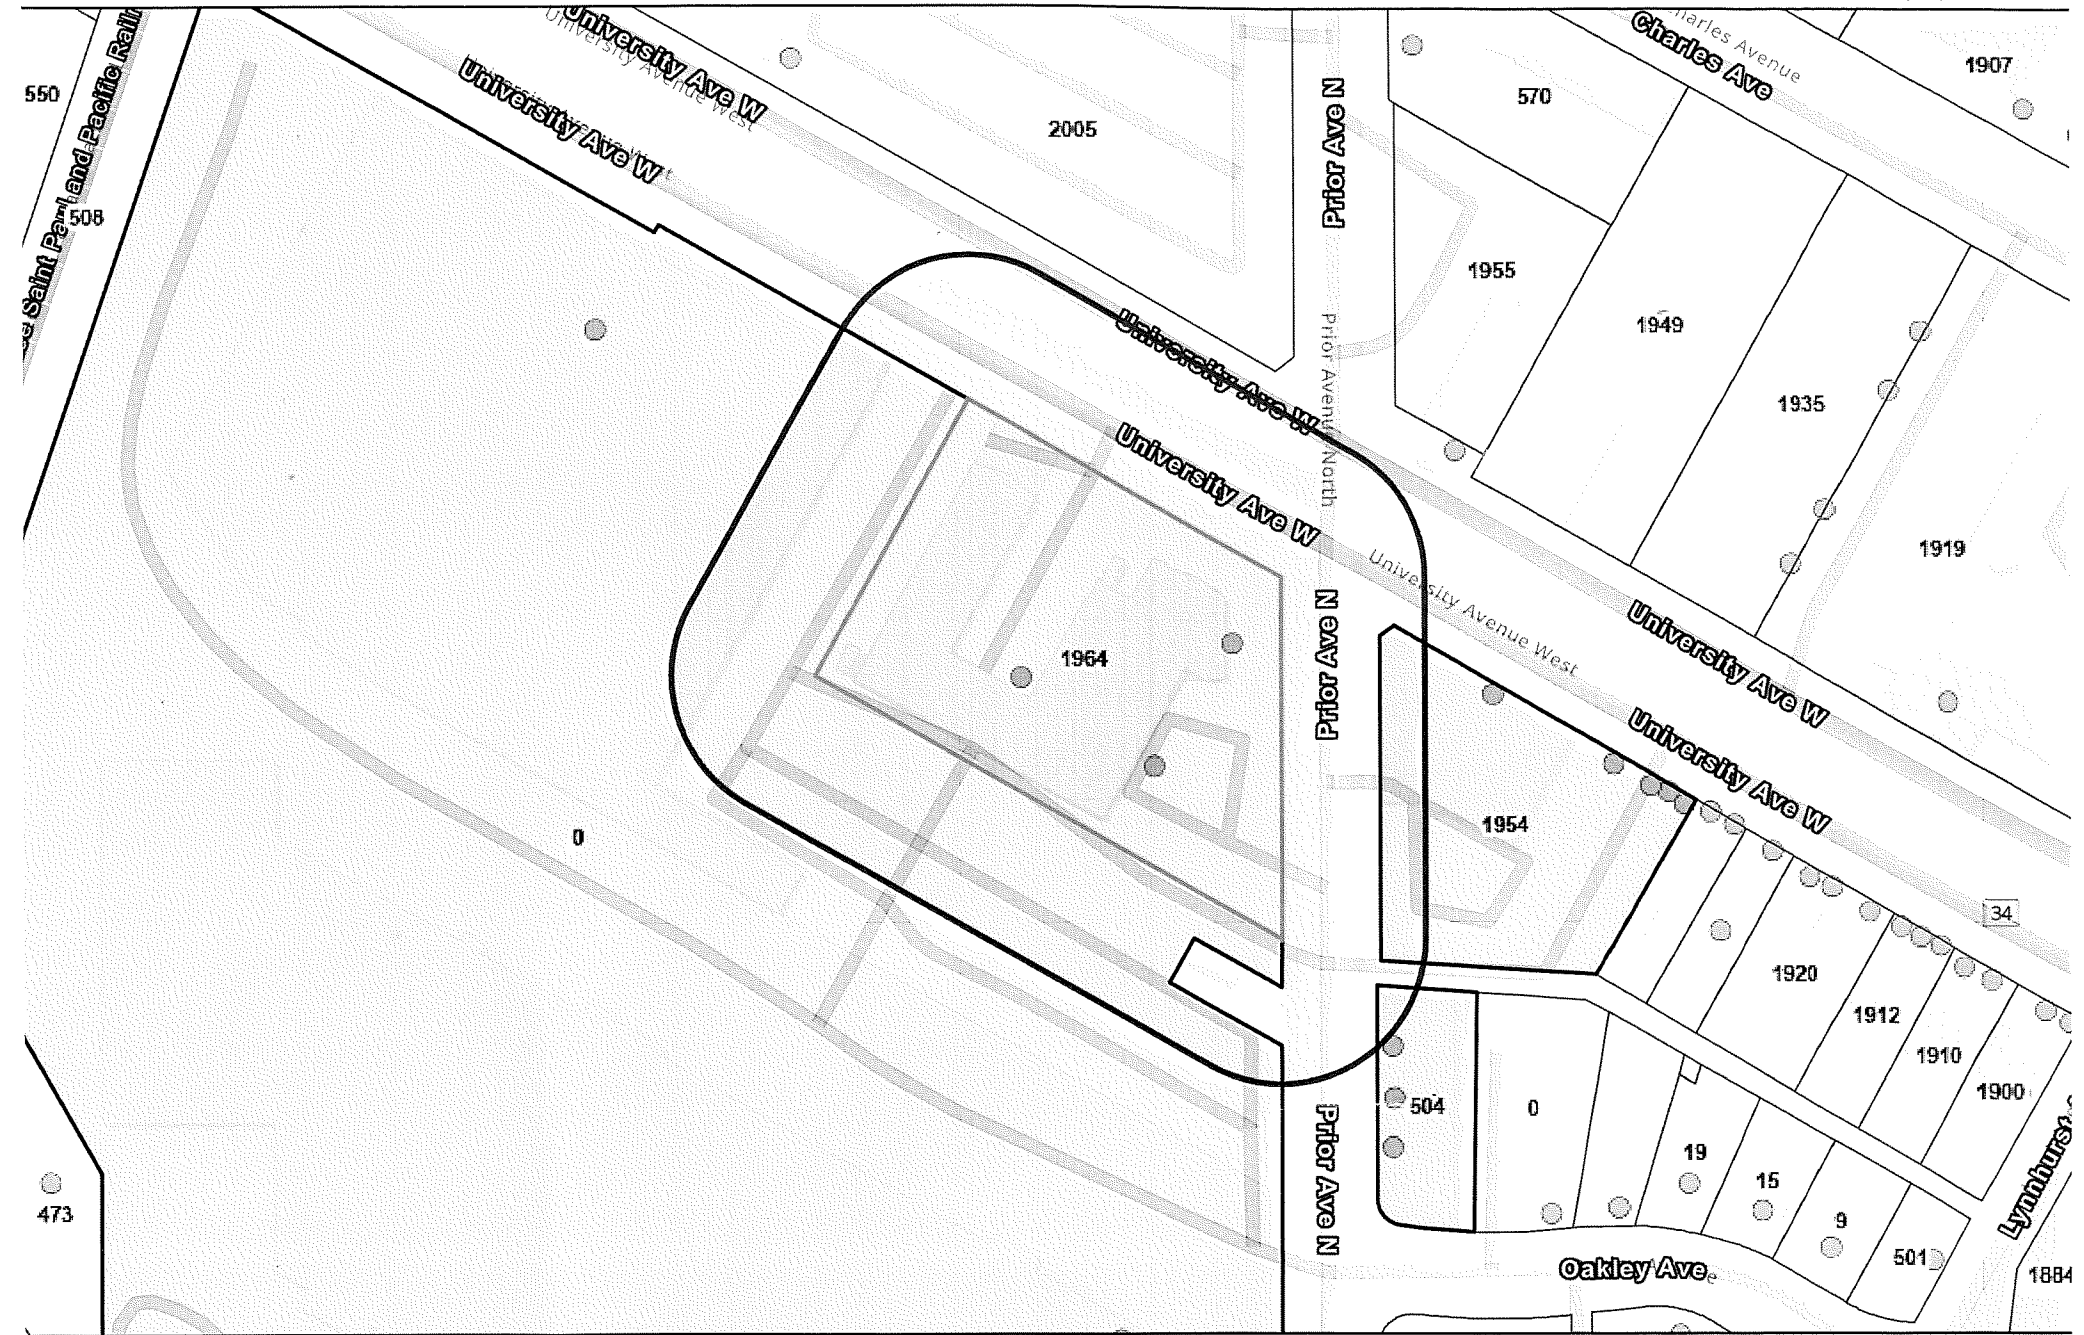 University Ave W
University Avenue West
Charles Avenue
Charles Ave
1907
550
University Ave W
2005
570
Prior Ave N
508
Saint Paul and Pacific Railr
1955
1949
1935
1919
University Ave W
Prior Avenue North
University Ave W
University Avenue West
1964
Prior Ave N
University Ave W
University Ave W
0
1954
34
1920
1912
1910
1900
504
0
19
15
9
501
Prior Ave N
Lynnhurst
473
Oakley Ave
1884